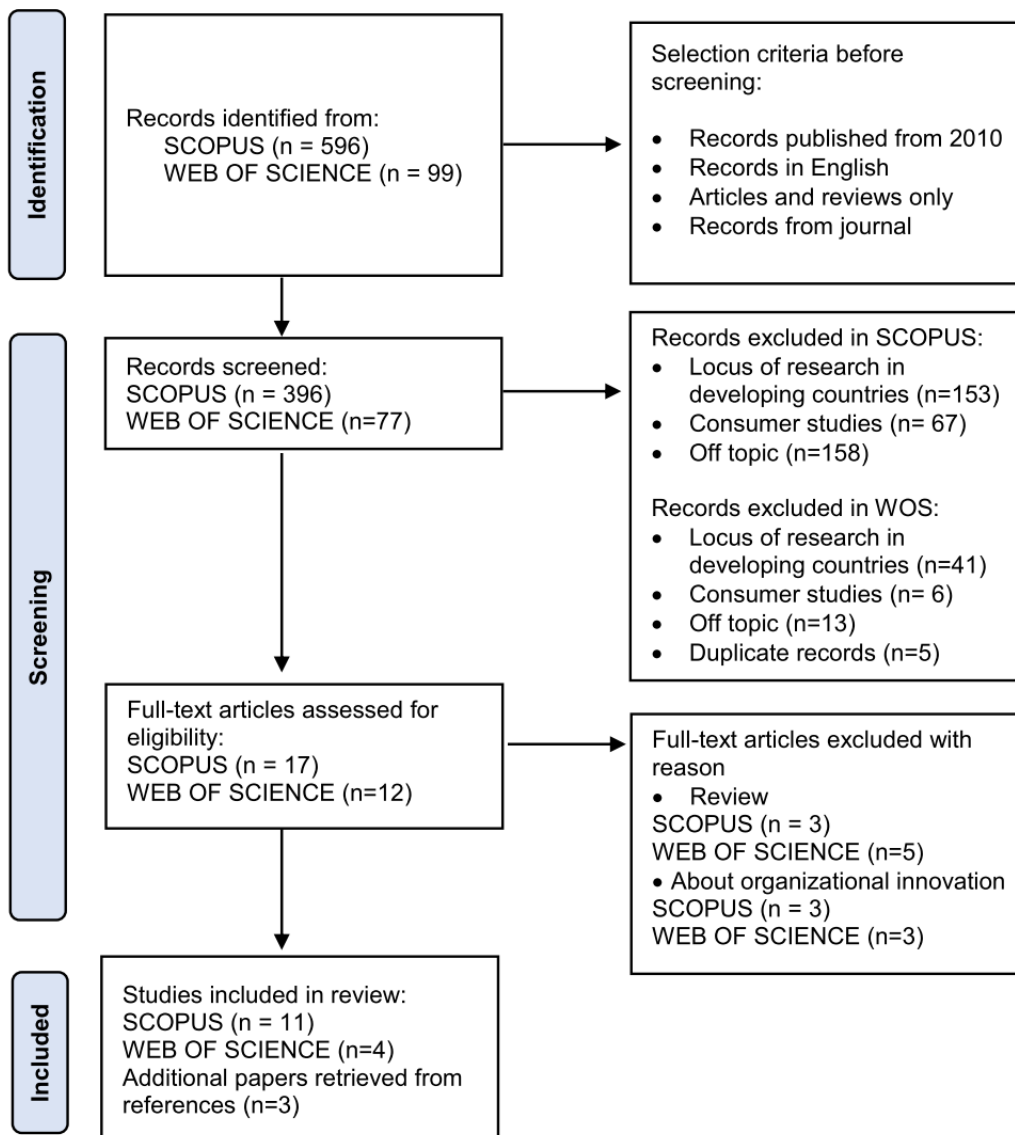 Identification
Records identified from:
SCOPUS (n = 596)
WEB OF SCIENCE (n = 99)
Selection criteria before
screening:
• Records published from 2010
• Records in English
• Articles and reviews only
• Records from journal
Screening
Records screened:
SCOPUS (n = 396)
WEB OF SCIENCE (n=77)
Records excluded in SCOPUS:
• Locus of research in
developing countries (n=153)
• Consumer studies (n= 67)
• Off topic (n=158)
Records excluded in WOS:
• Locus of research in
developing countries (n=41)
• Consumer studies (n= 6)
• Off topic (n=13)
• Duplicate records (n=5)
Full-text articles assessed for
eligibility:
SCOPUS (n = 17)
WEB OF SCIENCE (n=12)
Full-text articles excluded with
reason
• Review
SCOPUS (n = 3)
WEB OF SCIENCE (n=5)
• About organizational innovation
SCOPUS (n = 3)
WEB OF SCIENCE (n=3)
Included
Studies included in review:
SCOPUS (n = 11)
WEB OF SCIENCE (n=4)
Additional papers retrieved from
references (n=3)